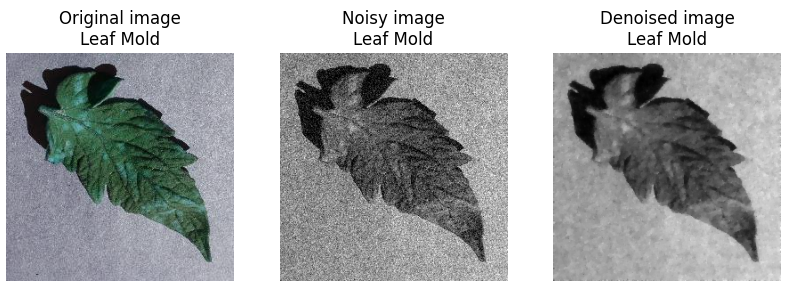 Original image
Leaf Mold
Noisy image
Leaf Mold
Denoised image
Leaf Mold